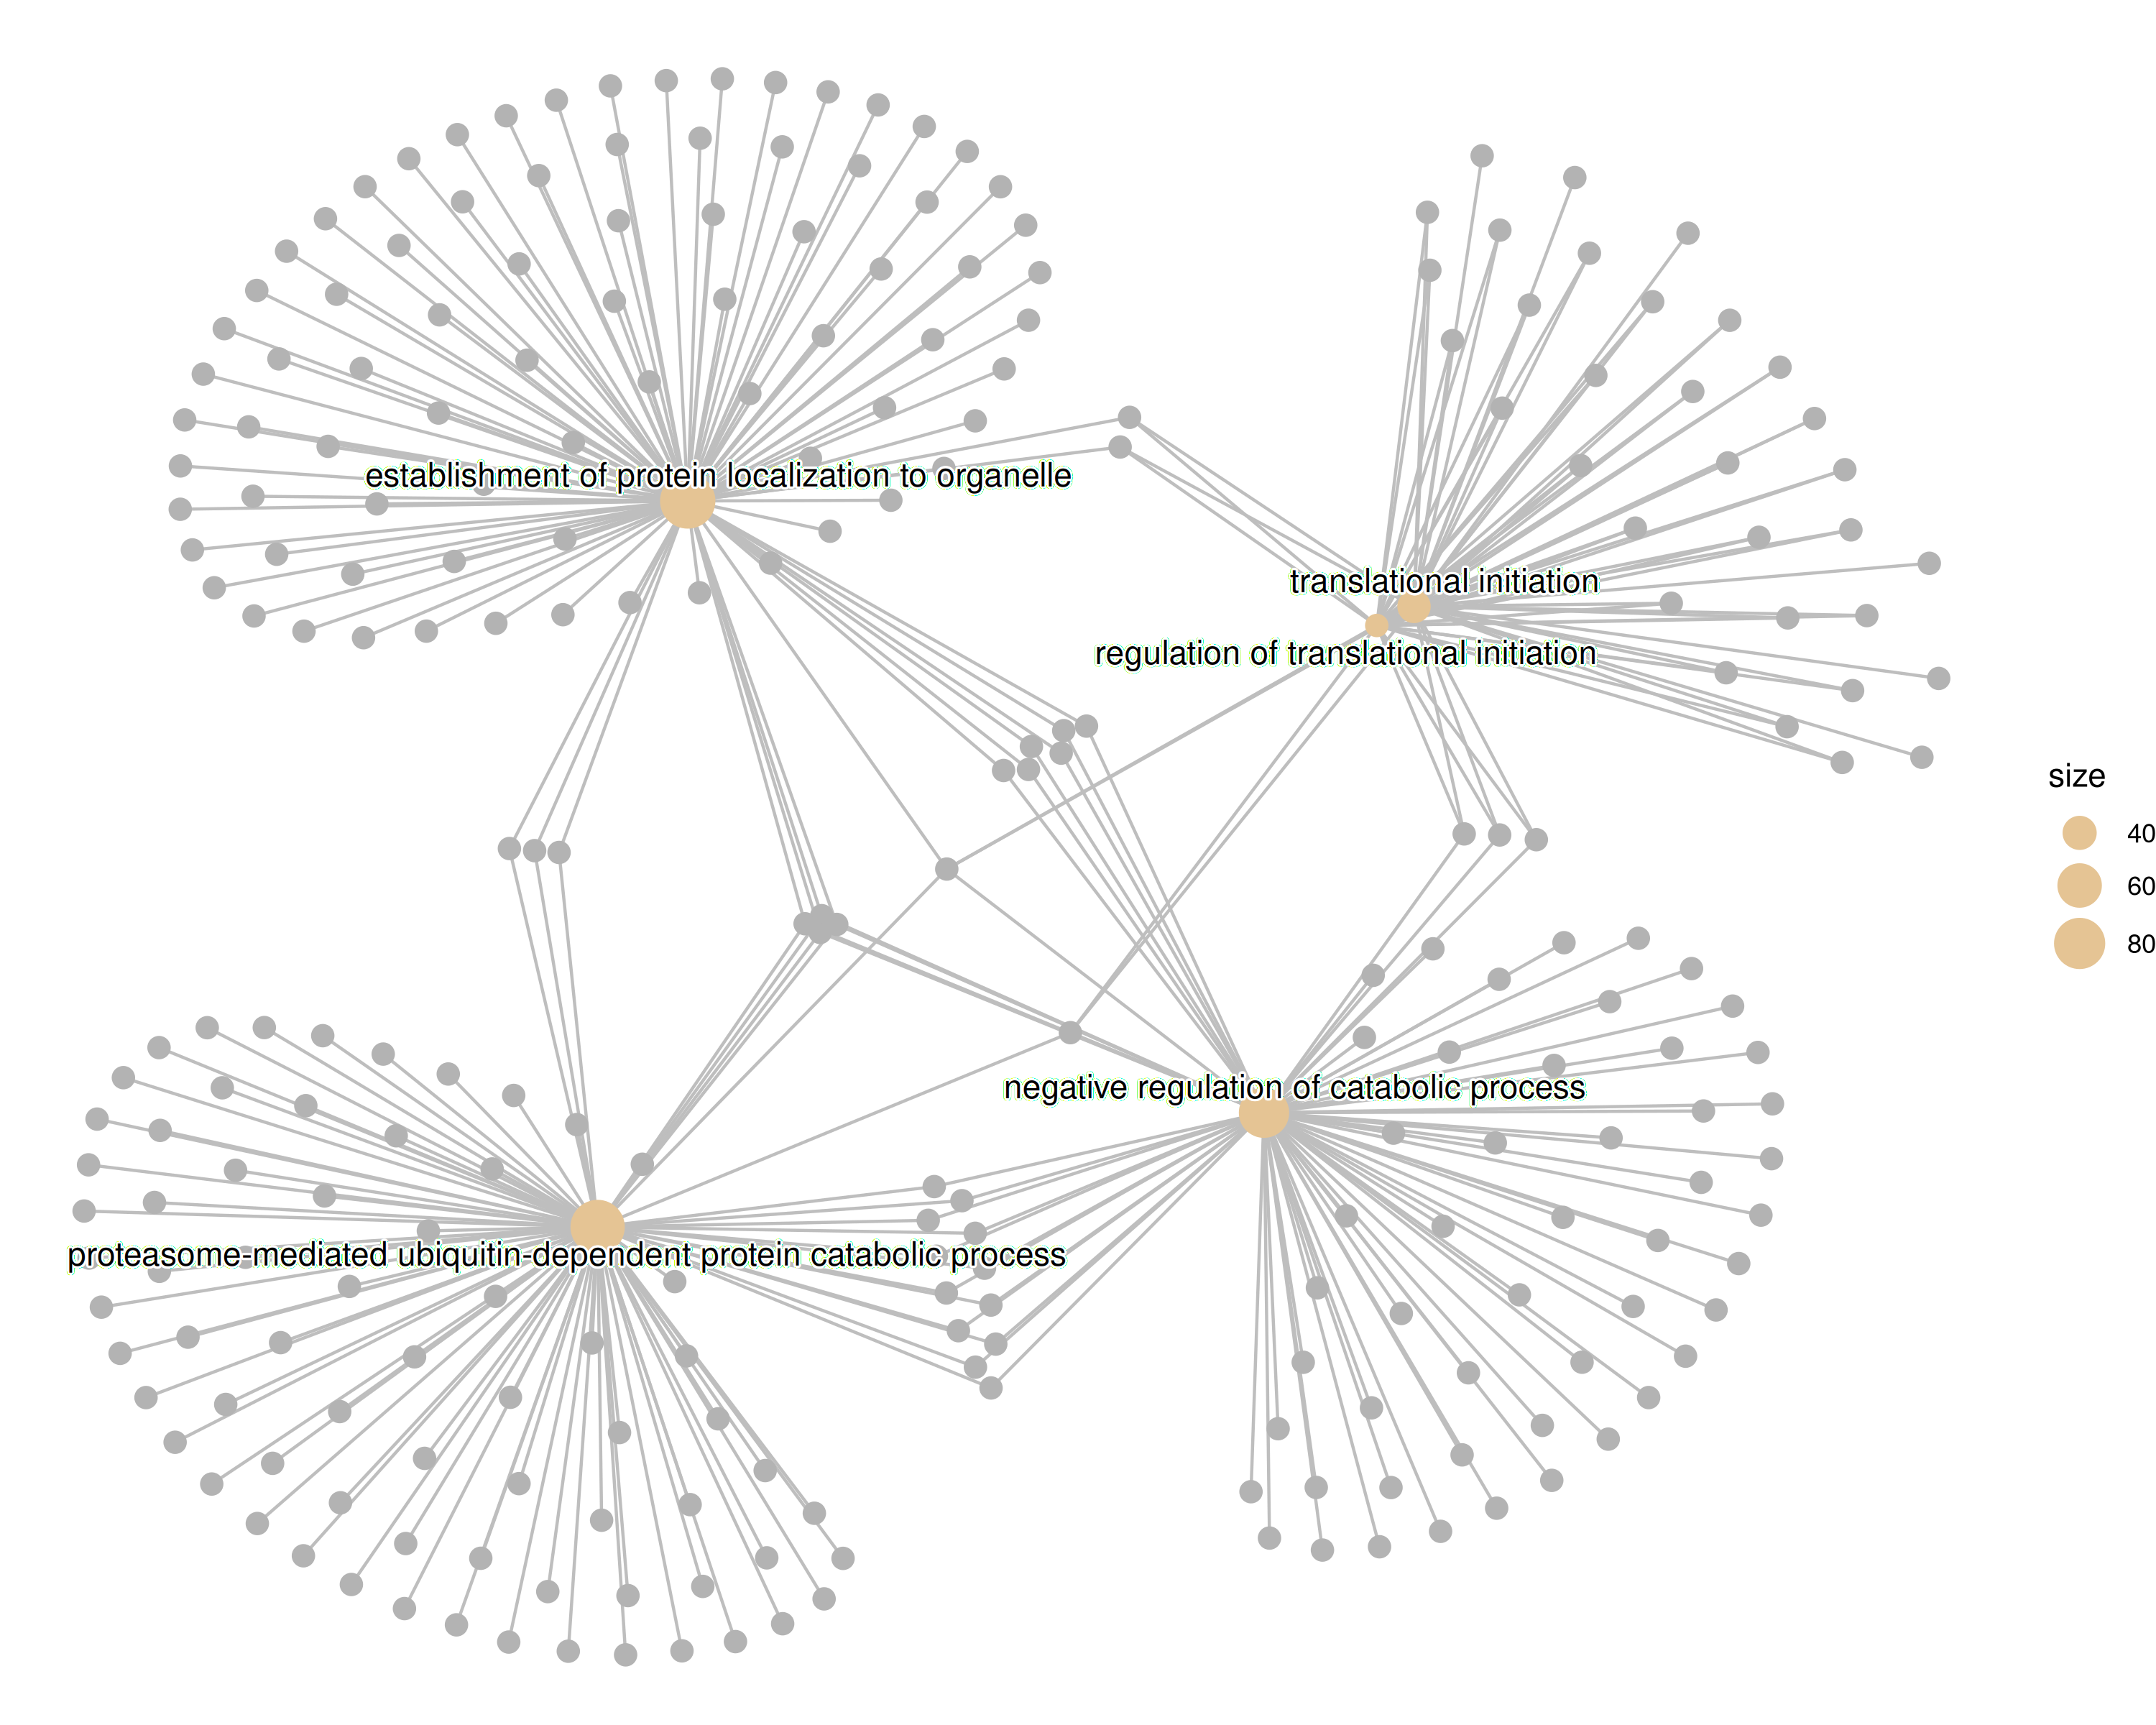 establishment of protein localization to organelle
translational initiation
regulation of translational initiation
size
40
60
80
negative regulation of catabolic process
proteasome-mediated ubiquitin-dependent protein catabolic process